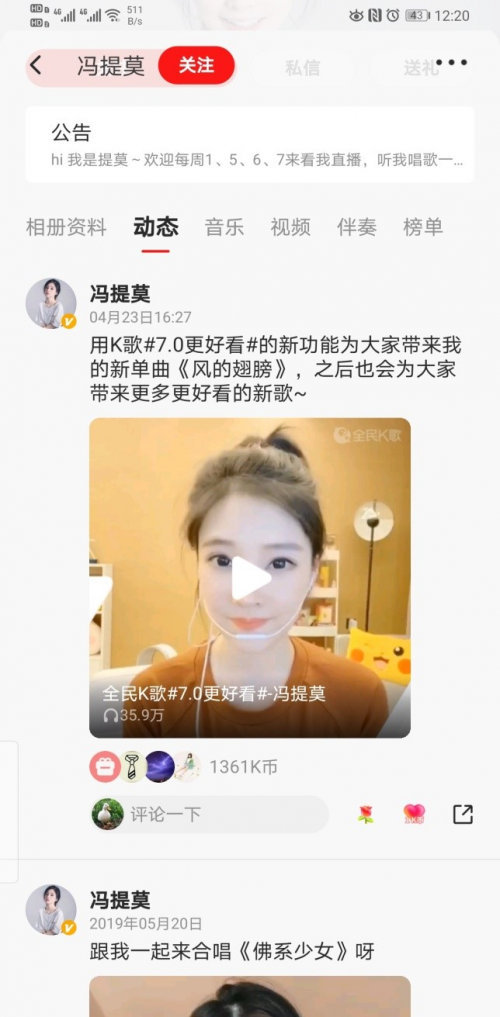 HD 4G 4G 511 B/s 43 12:20
冯提莫 关注 私信 送礼
公告
hi 我是提莫~欢迎每周1、5、6、7来看我直播，听我唱歌一...
相册资料 动态 音乐 视频 伴奏 榜单
冯提莫
04月23日16:27
用K歌#7.0更好看#的新功能为大家带来我
的新单曲《风的翅膀》，之后也会为大家
带来更多更好看的新歌~
全民K歌
全民K歌#7.0更好看#-冯提莫
35.9万
1361K币
评论一下
冯提莫
2019年05月20日
跟我一起来合唱《佛系少女》呀